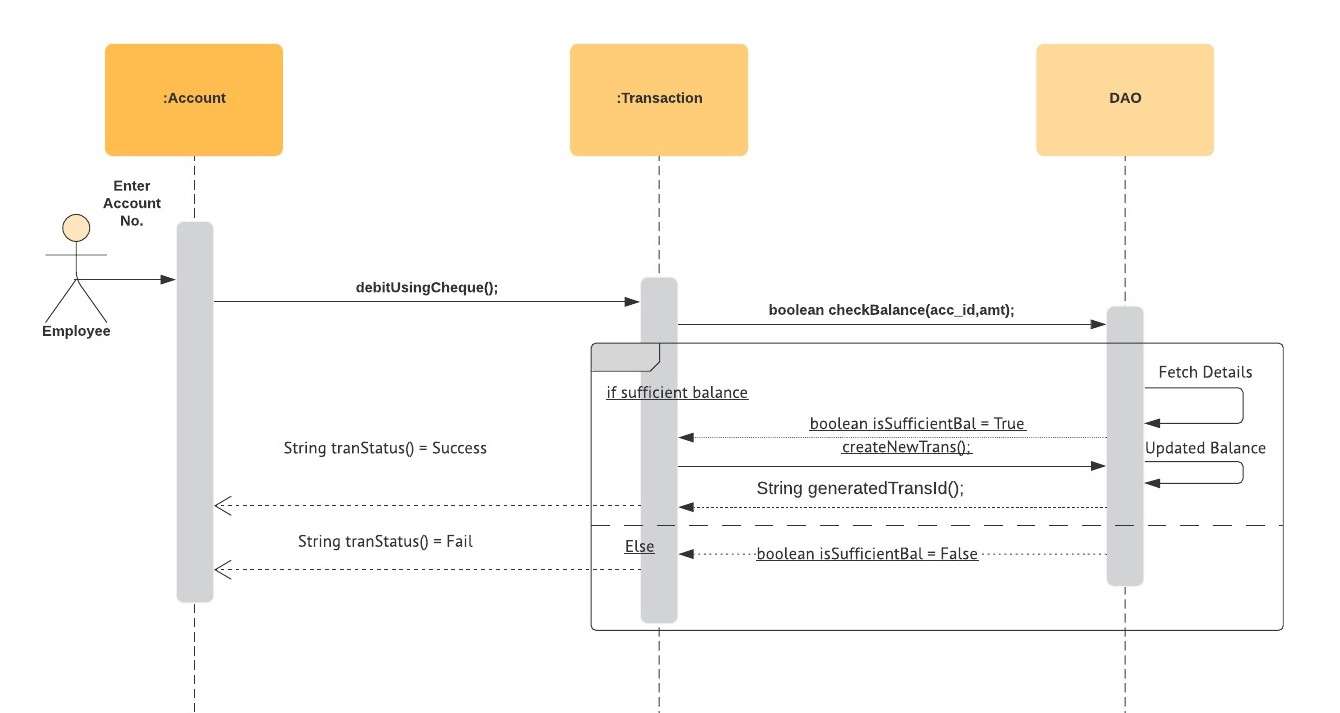 :Account
:Transaction
DAO
Enter
Account
No.
Employee
debitUsingCheque();
boolean checkBalance(acc_id,amt);
Fetch Details
if sufficient balance
boolean isSufficientBal = True
String tranStatus() = Success
createNewTrans();
Updated Balance
String generatedTransId();
String tranStatus() = Fail
Else
boolean isSufficientBal = False